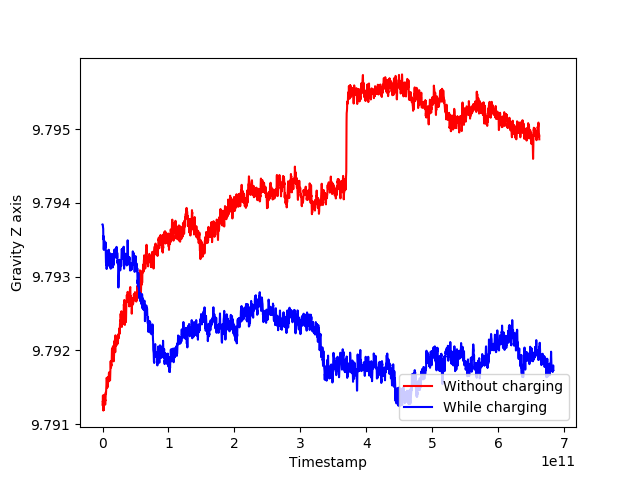 9.795
9.794
9.793
9.792
9.791
Gravity Z axis
Without charging
While charging
0 1 2 3 4 5 6 7
1e11
Timestamp